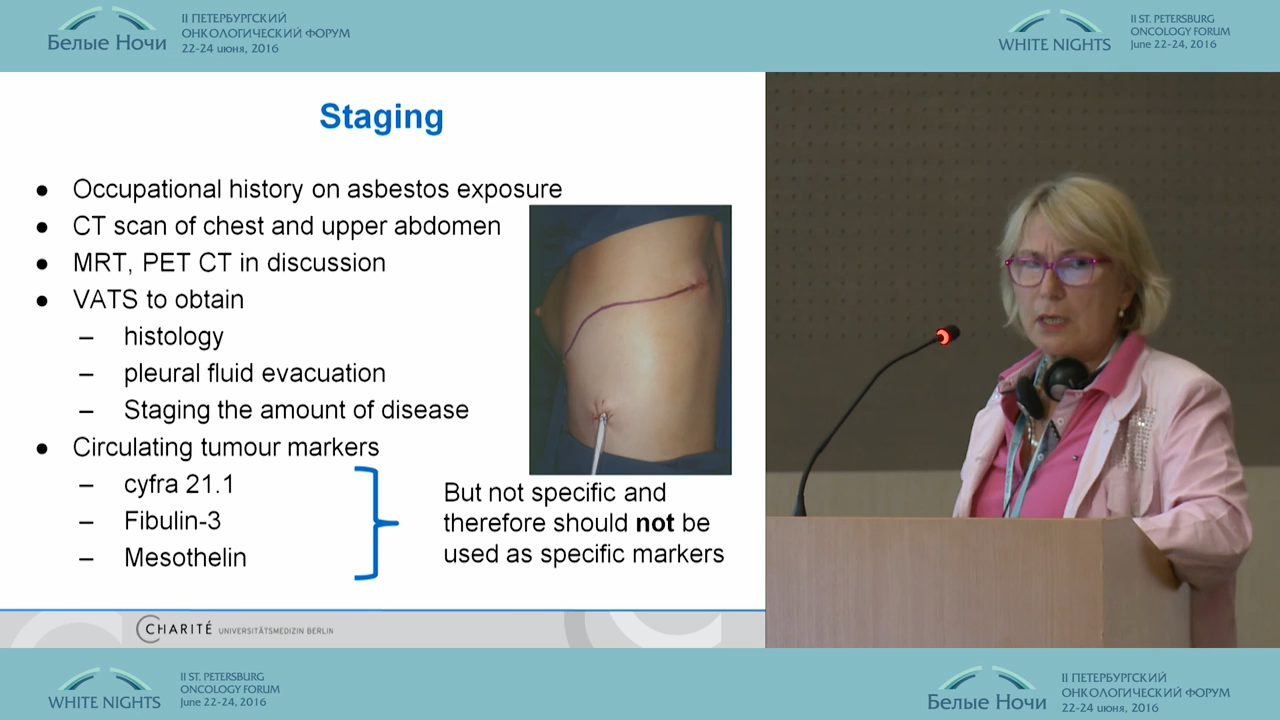 Белые Ночи
II ПЕТЕРБУРГСКИЙ
ОНКОЛОГИЧЕСКИЙ ФОРУМ
22-24 июня, 2016
WHITE NIGHTS
II ST. PETERSBURG
ONCOLOGY FORUM
June 22-24, 2016
Staging
● Occupational history on asbestos exposure
● CT scan of chest and upper abdomen
● MRT, PET CT in discussion
● VATS to obtain
– histology
– pleural fluid evacuation
– Staging the amount of disease
● Circulating tumour markers
– cyfra 21.1
– Fibulin-3
– Mesothelin
But not specific and
therefore should not be
used as specific markers
CHARITÉ UNIVERSITÄTSMEDIZIN BERLIN
WHITE NIGHTS
II ST. PETERSBURG
ONCOLOGY FORUM
June 22-24, 2016
Белые Ночи
II ПЕТЕРБУРГСКИЙ
ОНКОЛОГИЧЕСКИЙ ФОРУМ
22-24 июня, 2016